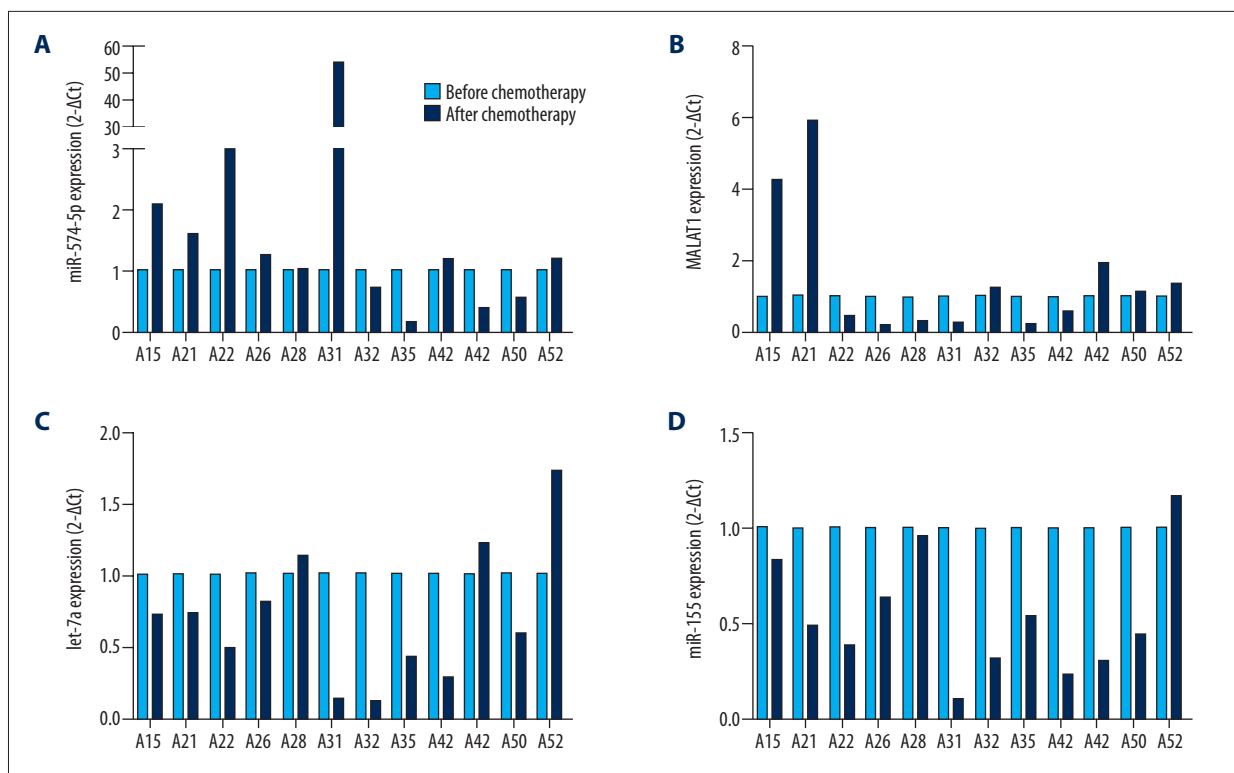 A
miR-574-5p expression (2-ΔCt)
60
50
40
30
3
2
1
0
A15 A21 A22 A26 A28 A31 A32 A35 A42 A42 A50 A52
Before chemotherapy
After chemotherapy
B
MALAT1 expression (2-ΔCt)
8
6
4
2
0
A15 A21 A22 A26 A28 A31 A32 A35 A42 A42 A50 A52
C
let-7a expression (2-ΔCt)
2.0
1.5
1.0
0.5
0.0
A15 A21 A22 A26 A28 A31 A32 A35 A42 A42 A50 A52
D
miR-155 expression (2-ΔCt)
1.5
1.0
0.5
0.0
A15 A21 A22 A26 A28 A31 A32 A35 A42 A42 A50 A52